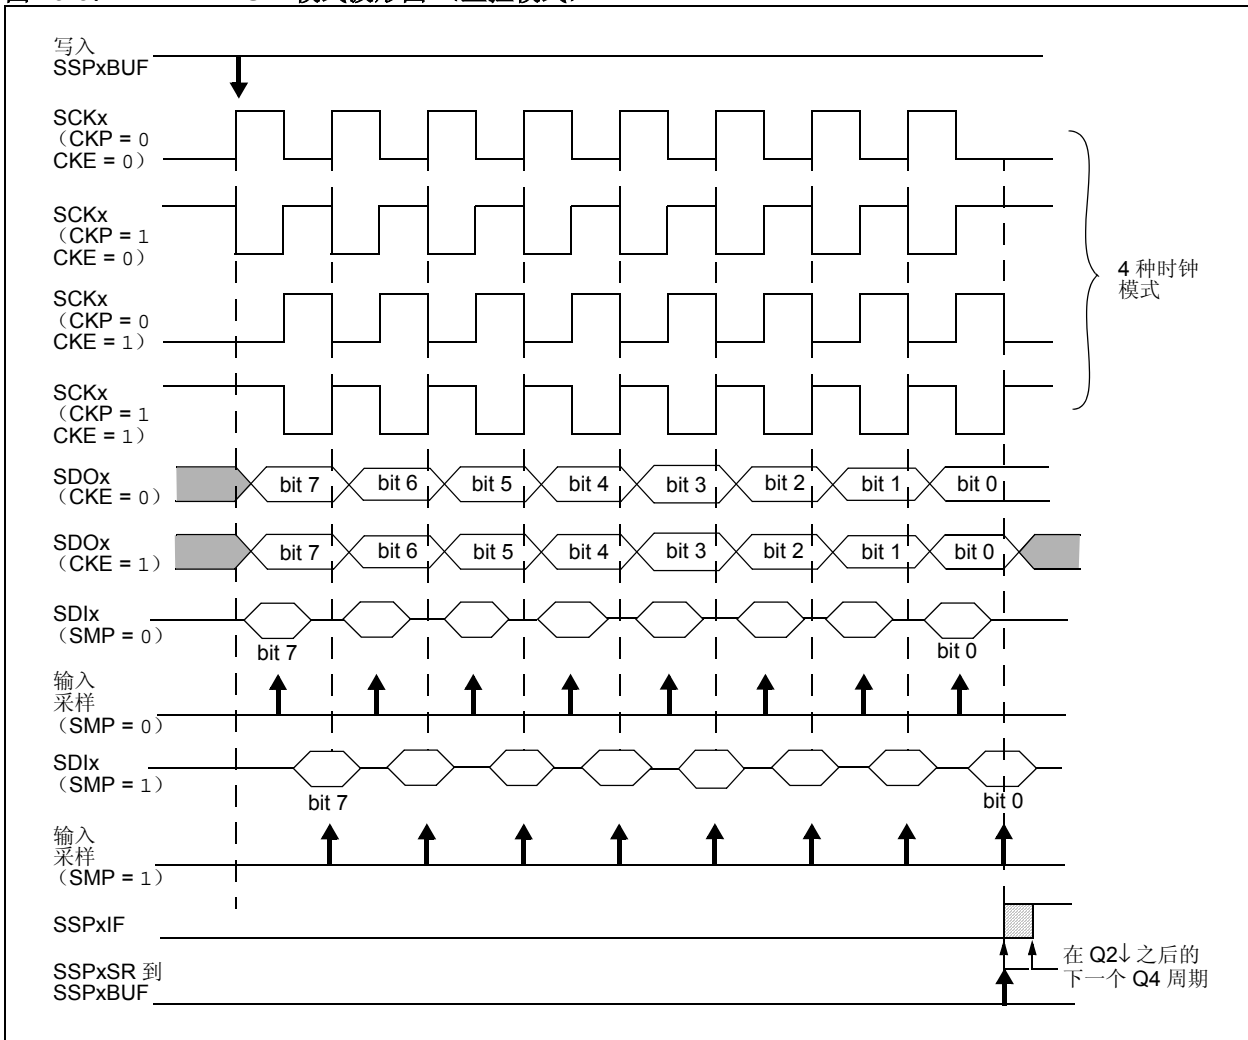 写入
SSPxBUF
SCKx
（CKP = 0
CKE = 0）
SCKx
（CKP = 1
CKE = 0）
SCKx
（CKP = 0
CKE = 1）
SCKx
（CKP = 1
CKE = 1）
4 种时钟
模式
SDOx
（CKE = 0）
bit 7
bit 6
bit 5
bit 4
bit 3
bit 2
bit 1
bit 0
SDOx
（CKE = 1）
bit 7
bit 6
bit 5
bit 4
bit 3
bit 2
bit 1
bit 0
SDIx
（SMP = 0）
bit 7
bit 0
输入
采样
（SMP = 0）
SDIx
（SMP = 1）
bit 7
bit 0
输入
采样
（SMP = 1）
SSPxIF
SSPxSR 到
SSPxBUF
在 Q2↓ 之后的
下一个 Q4 周期